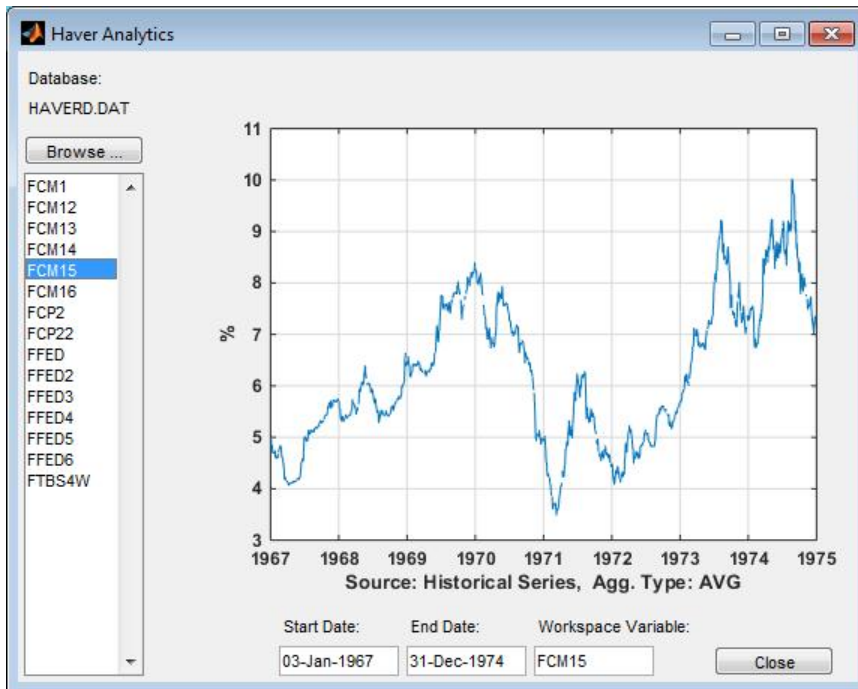 Haver Analytics
Database:
HAVERD.DAT
Browse ...
FCM1
FCM12
FCM13
FCM14
FCM15
FCM16
FCP2
FCP22
FFED
FFED2
FFED3
FFED4
FFED5
FFED6
FTBS4W
11
10
9
8
7
6
5
4
3
%
1967 1968 1969 1970 1971 1972 1973 1974 1975
Source: Historical Series, Agg. Type: AVG
Start Date: End Date: Workspace Variable:
03-Jan-1967 31-Dec-1974 FCM15 Close